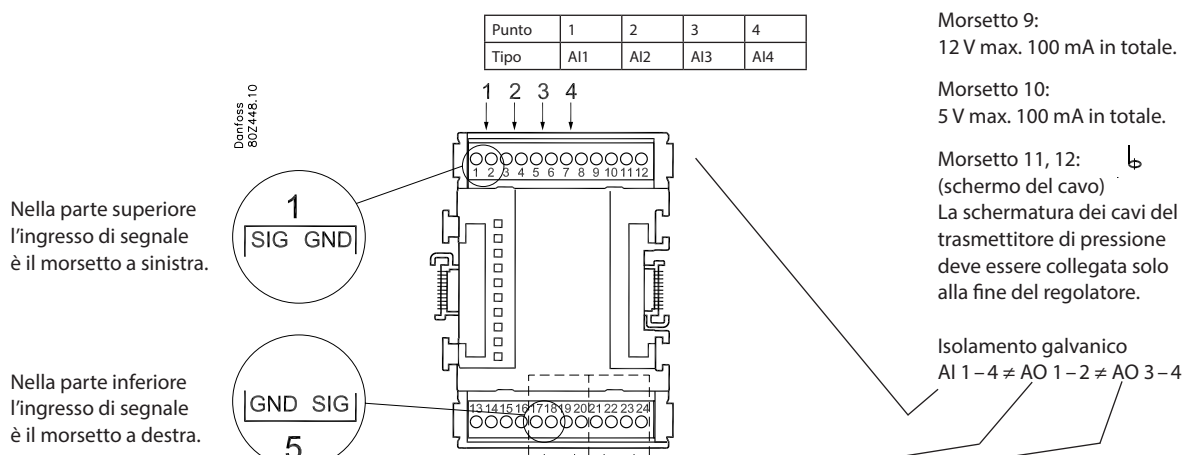 Punto 1 2 3 4
Tipo AI1 AI2 AI3 AI4
1 2 3 4
Danfoss
80Z448.10
1 2 3 4 5 6 7 8 9 10 11 12
Nella parte superiore
l'ingresso di segnale
è il morsetto a sinistra.
1
SIG GND
Nella parte inferiore
l'ingresso di segnale
è il morsetto a destra.
GND SIG
5
13 14 15 16 17 18 19 20 21 22 23 24
Morsetto 9:
12 V max. 100 mA in totale.
Morsetto 10:
5 V max. 100 mA in totale.
Morsetto 11, 12:
(schermo del cavo)
La schermatura dei cavi del
trasmettitore di pressione
deve essere collegata solo
alla fine del regolatore.
Isolamento galvanico
AI 1 – 4 ≠ AO 1 – 2 ≠ AO 3 – 4